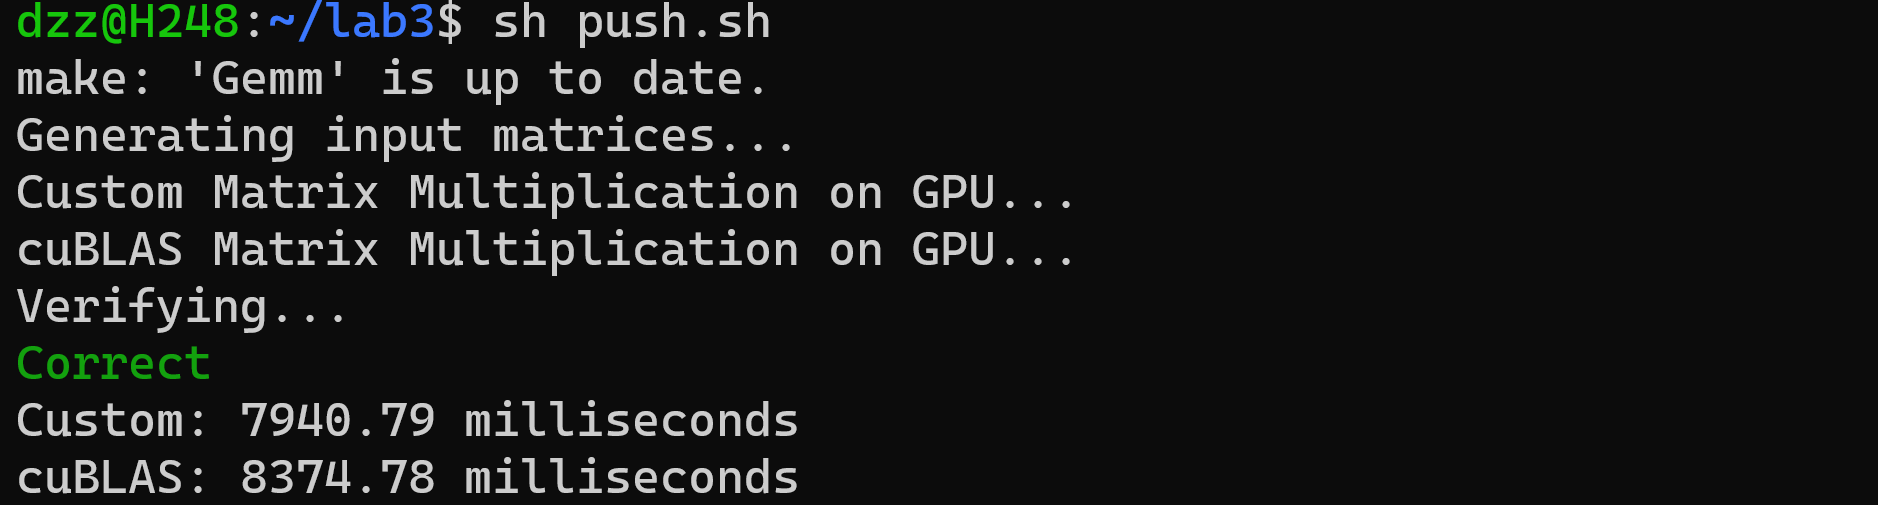 dzz@H248:~/lab3$ sh push.sh
make: 'Gemm' is up to date.
Generating input matrices...
Custom Matrix Multiplication on GPU...
cuBLAS Matrix Multiplication on GPU...
Verifying...
Correct
Custom: 7940.79 milliseconds
cuBLAS: 8374.78 milliseconds